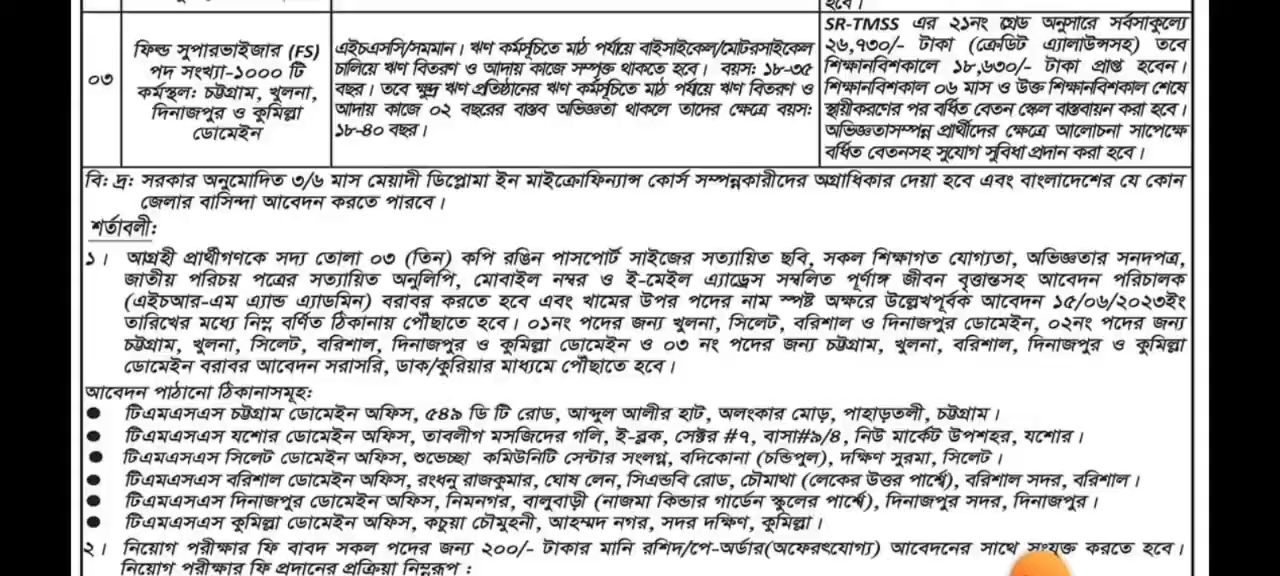 হবে।
SR-TMSS এর ২১নং গ্রেড অনুসারে সর্বসাকুল্যে
২৬,৭৩০/- টাকা (ক্রেডিট এ্যালাউন্সসহ) তবে
শিক্ষানবিশকালে ১৮,৬৩০/- টাকা প্রাপ্ত হবেন।
শিক্ষানবিশকাল ০৬ মাস ও উক্ত শিক্ষানবিশকাল শেষে
স্থায়ীকরণের পর বর্ধিত বেতন স্কেল বাস্তবায়ন করা হবে।
অভিজ্ঞতাসম্পন্ন প্রার্থীদের ক্ষেত্রে আলোচনা সাপেক্ষে
বর্ধিত বেতনসহ সুযোগ সুবিধা প্রদান করা হবে।
০৩
ফিল্ড সুপারভাইজার (FS)
পদ সংখ্যা-১০০০ টি
কর্মস্থল: চট্টগ্রাম, খুলনা,
দিনাজপুর ও কুমিল্লা
ডোমেইন
এইচএসসি/সমমান। ঋণ কর্মসূচিতে মাঠ পর্যায়ে বাইসাইকেল/মোটরসাইকেল
চালিয়ে ঋণ বিতরণ ও আদায় কাজে সম্পৃক্ত থাকতে হবে। বয়স: ১৮-৩৫
বছর। তবে ক্ষুদ্র ঋণ প্রতিষ্ঠানের ঋণ কর্মসূচিতে মাঠ পর্যায়ে ঋণ বিতরণ ও
আদায় কাজে ০২ বছরের বাস্তব অভিজ্ঞতা থাকলে তাদের ক্ষেত্রে বয়স:
১৮-৪০ বছর।
বি: দ্র: সরকার অনুমোদিত ৩/৬ মাস মেয়াদী ডিপ্লোমা ইন মাইক্রোফিন্যান্স কোর্স সম্পন্নকারীদের অগ্রাধিকার দেয়া হবে এবং বাংলাদেশের যে কোন
জেলার বাসিন্দা আবেদন করতে পারবে।
শর্তাবলী:
১। আগ্রহী প্রার্থীগণকে সদ্য তোলা ০৩ (তিন) কপি রঙিন পাসপোর্ট সাইজের সত্যায়িত ছবি, সকল শিক্ষাগত যোগ্যতা, অভিজ্ঞতার সনদপত্র,
জাতীয় পরিচয় পত্রের সত্যায়িত অনুলিপি, মোবাইল নম্বর ও ই-মেইল এ্যাড্রেস সম্বলিত পূর্ণাঙ্গ জীবন বৃত্তান্তসহ আবেদন পরিচালক
(এইচআর-এম এ্যান্ড এ্যাডমিন) বরাবর করতে হবে এবং খামের উপর পদের নাম স্পষ্ট অক্ষরে উল্লেখপূর্বক আবেদন ১৫/০৬/২০২৩ইং
তারিখের মধ্যে নিম্ন বর্ণিত ঠিকানায় পৌঁছাতে হবে। ০১নং পদের জন্য খুলনা, সিলেট, বরিশাল ও দিনাজপুর ডোমেইন, ০২নং পদের জন্য
চট্টগ্রাম, খুলনা, সিলেট, বরিশাল, দিনাজপুর ও কুমিল্লা ডোমেইন ও ০৩ নং পদের জন্য চট্টগ্রাম, খুলনা, বরিশাল, দিনাজপুর ও কুমিল্লা
ডোমেইন বরাবর আবেদন সরাসরি, ডাক/কুরিয়ার মাধ্যমে পৌঁছাতে হবে।
আবেদন পাঠানো ঠিকানাসমূহ:
● টিএমএসএস চট্টগ্রাম ডোমেইন অফিস, ৫৪৯ ডি টি রোড, আব্দুল আলীর হাট, অলংকার মোড়, পাহাড়তলী, চট্টগ্রাম।
● টিএমএসএস যশোর ডোমেইন অফিস, তাবলীগ মসজিদের গলি, ই-ব্লক, সেক্টর #৭, বাসা#৯/৪, নিউ মার্কেট উপশহর, যশোর।
● টিএমএসএস সিলেট ডোমেইন অফিস, শুভেচ্ছা কমিউনিটি সেন্টার সংলগ্ন, বদিকোনা (চন্ডিপুল), দক্ষিণ সুরমা, সিলেট।
● টিএমএসএস বরিশাল ডোমেইন অফিস, রংধনু রাজকুমার, ঘোষ লেন, সিএন্ডবি রোড, চৌমাথা (লেকের উত্তর পার্শ্বে), বরিশাল সদর, বরিশাল।
● টিএমএসএস দিনাজপুর ডোমেইন অফিস, নিমনগর, বালুবাড়ী (নাজমা কিন্ডার গার্ডেন স্কুলের পার্শ্বে), দিনাজপুর সদর, দিনাজপুর।
● টিএমএসএস কুমিল্লা ডোমেইন অফিস, কচুয়া চৌমুহনী, আহম্মদ নগর, সদর দক্ষিণ, কুমিল্লা।
২। নিয়োগ পরীক্ষার ফি বাবদ সকল পদের জন্য ২০০/- টাকার মানি রশিদ/পে-অর্ডার(অফেরৎযোগ্য) আবেদনের সাথে সংযুক্ত করতে হবে।
নিয়োগ পরীক্ষার ফি প্রদানের প্রক্রিয়া নিম্নরূপ :